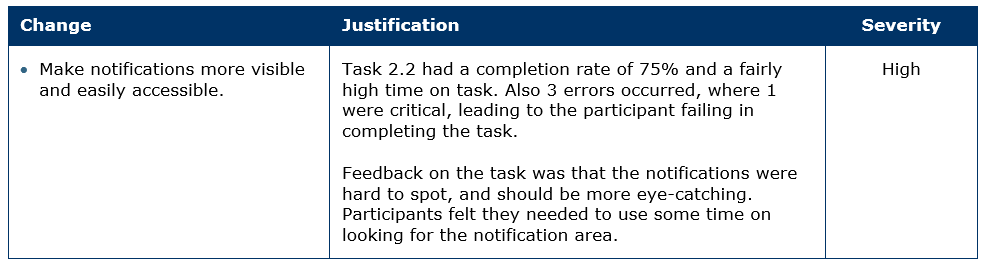 Change Justification Severity
• Make notifications more visible
and easily accessible.
Task 2.2 had a completion rate of 75% and a fairly
high time on task. Also 3 errors occurred, where 1
were critical, leading to the participant failing in
completing the task.
Feedback on the task was that the notifications were
hard to spot, and should be more eye-catching.
Participants felt they needed to use some time on
looking for the notification area.
High